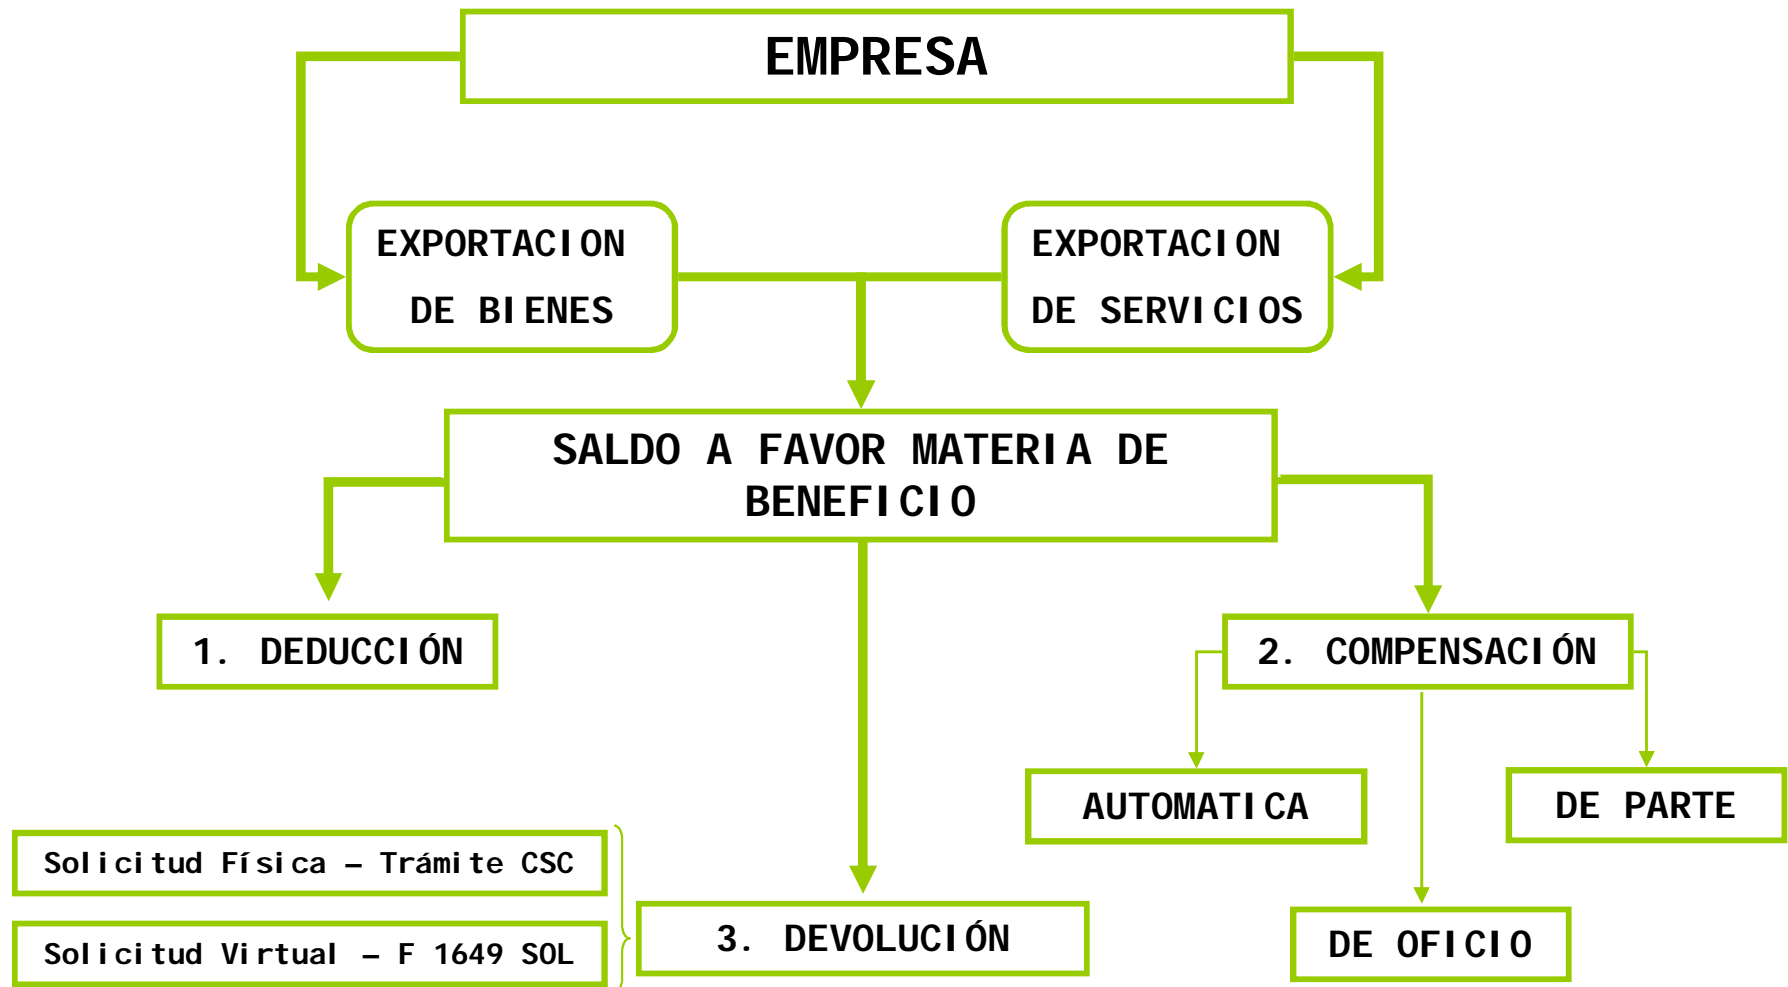 EMPRESA
EXPORTACION
DE BIENES
EXPORTACION
DE SERVICIOS
SALDO A FAVOR MATERIA DE
BENEFICIO
1. DEDUCCIÓN
2. COMPENSACIÓN
AUTOMATICA
DE PARTE
Solicitud Física – Trámite CSC
Solicitud Virtual – F 1649 SOL
3. DEVOLUCIÓN
DE OFICIO